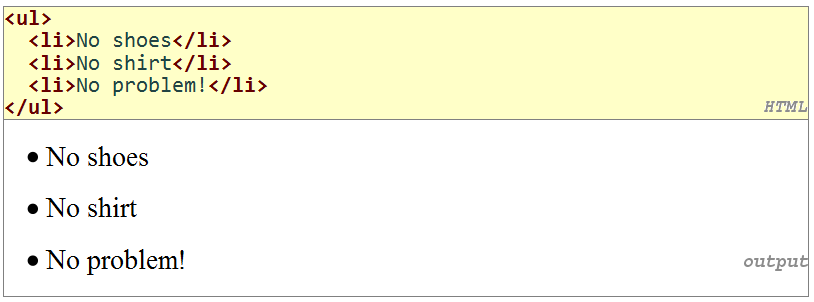 <ul>
  <li>No shoes</li>
  <li>No shirt</li>
  <li>No problem!</li>
</ul>
HTML
• No shoes
• No shirt
• No problem!
output